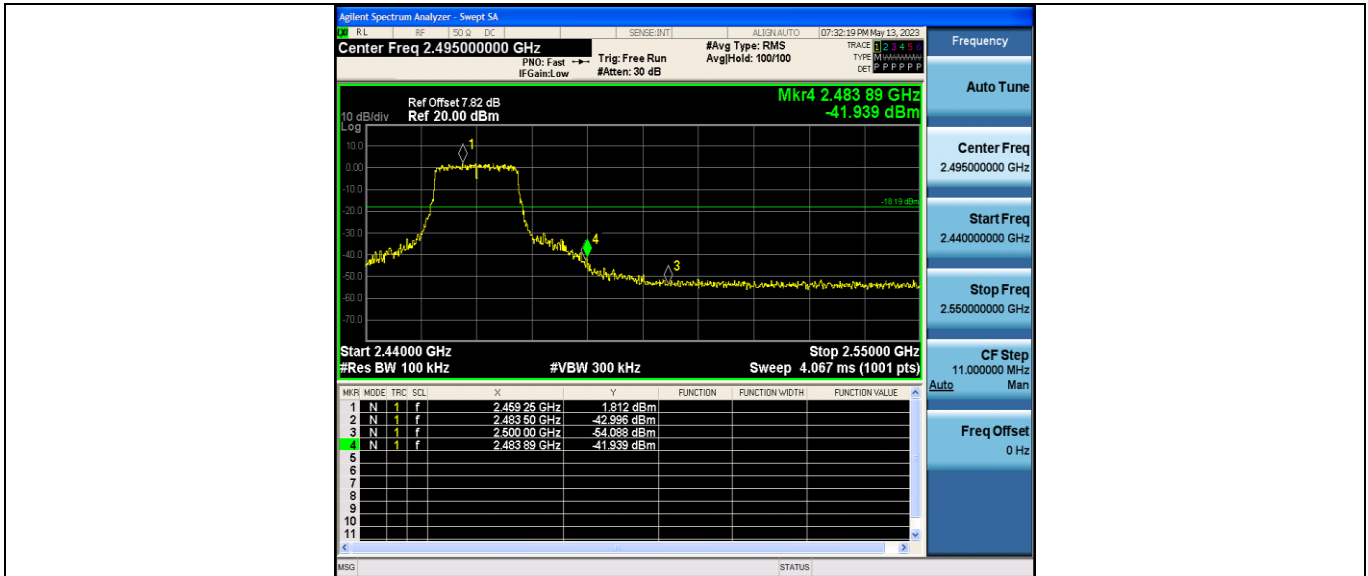 Agilent Spectrum Analyzer - Swept SA
RL RF 50 Ω DC SENSE:INT ALIGN AUTO 07:32:19 PM May 13, 2023
Center Freq 2.495000000 GHz
PNO: Fast
IFGain:Low
Trig: Free Run
#Atten: 30 dB
#Avg Type: RMS
Avg|Hold: 100/100
TRACE 1 2 3 4 5 6
TYPE M
DET P P P P P P
Ref Offset 7.82 dB
Ref 20.00 dBm
10 dB/div
Log
Mkr4 2.483 89 GHz
-41.939 dBm
10.0
0.00
-10.0
-20.0
-30.0
-40.0
-50.0
-60.0
-70.0
1
4
3
-18.19 dBm
Start 2.44000 GHz Stop 2.55000 GHz
#Res BW 100 kHz #VBW 300 kHz Sweep 4.067 ms (1001 pts)
MKR MODE TRC SCL X Y FUNCTION FUNCTION WIDTH FUNCTION VALUE
1 N 1 f 2.459 25 GHz 1.812 dBm
2 N 1 f 2.483 50 GHz -42.996 dBm
3 N 1 f 2.500 00 GHz -54.088 dBm
4 N 1 f 2.483 89 GHz -41.939 dBm
5
6
7
8
9
10
11
MSG STATUS
Frequency
Auto Tune
Center Freq
2.495000000 GHz
Start Freq
2.440000000 GHz
Stop Freq
2.550000000 GHz
CF Step
11.000000 MHz
Auto Man
Freq Offset
0 Hz